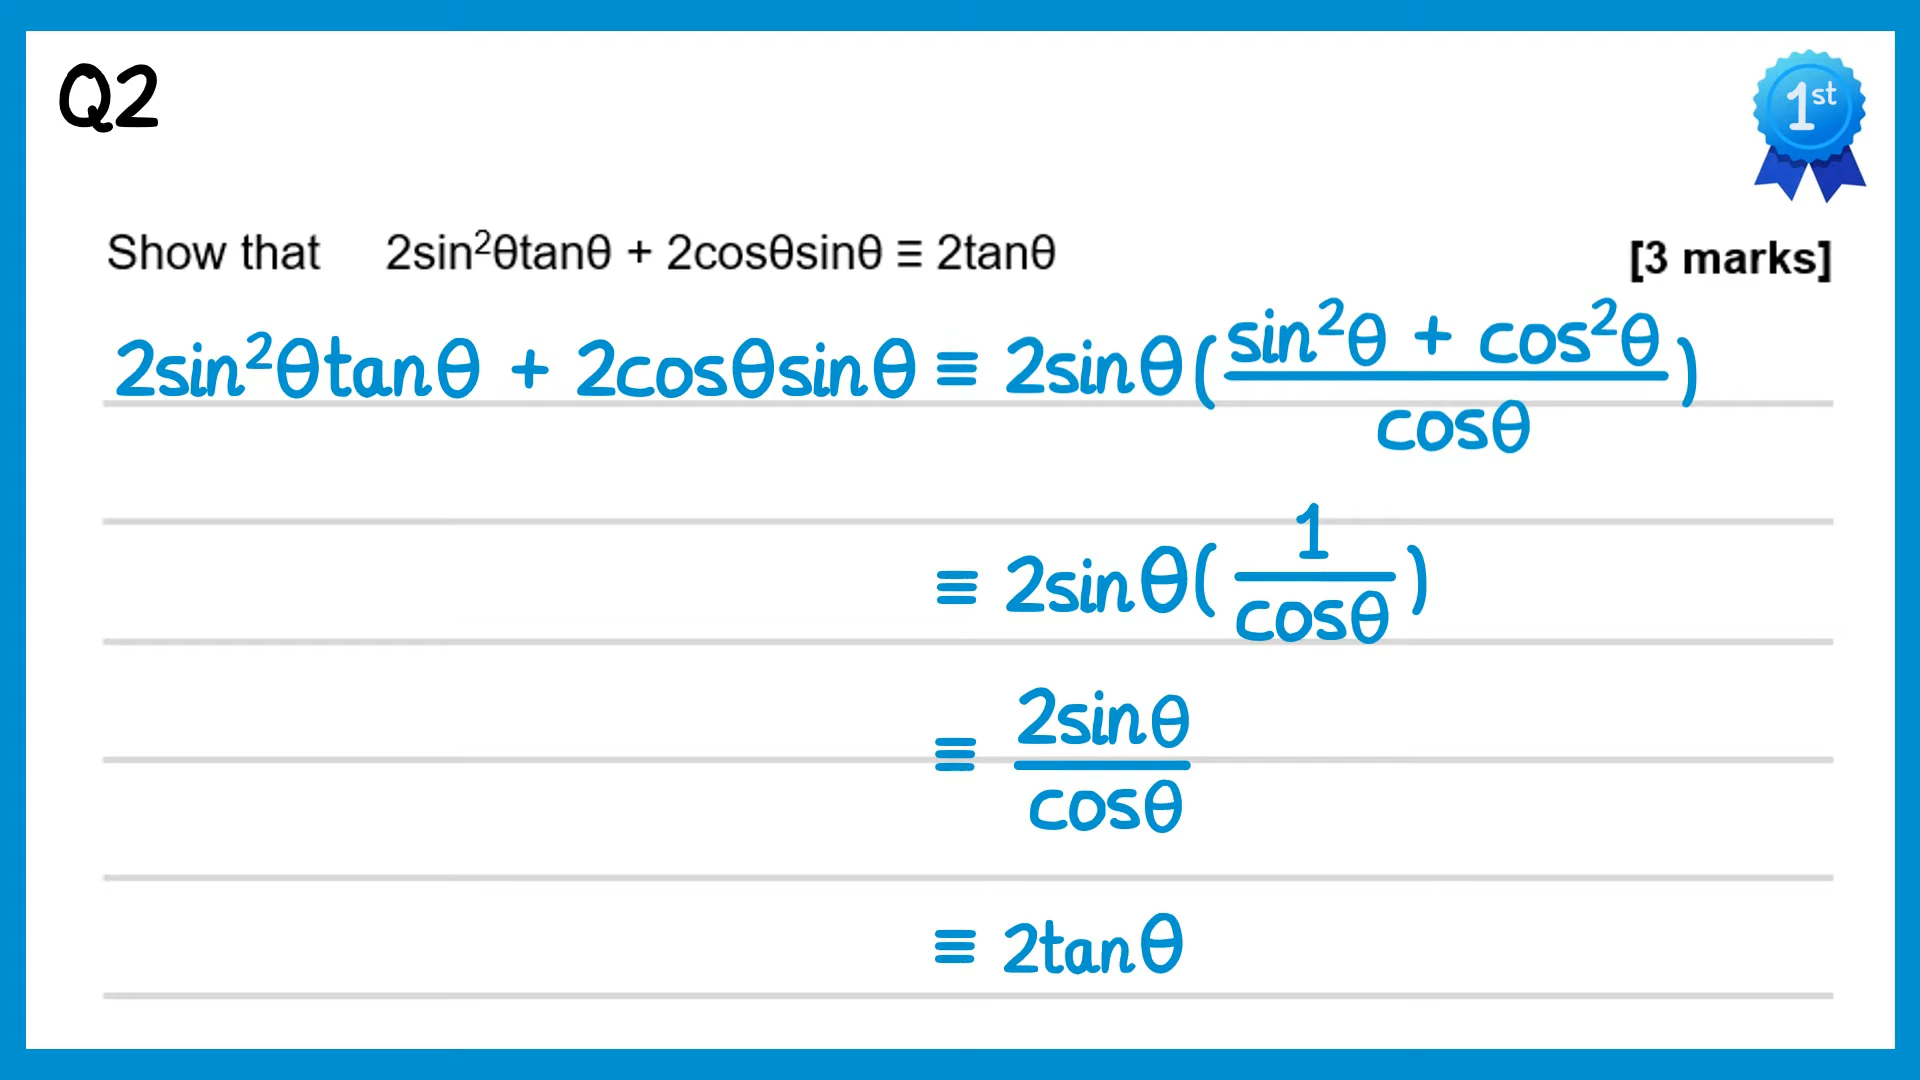 Q2
1st
Show that 2sin²θtanθ + 2cosθsinθ ≡ 2tanθ [3 marks]
2sin²θtanθ + 2cosθsinθ ≡ 2sinθ(sin²θ + cos²θ / cosθ)
≡ 2sinθ(1/cosθ)
≡ 2sinθ/cosθ
≡ 2tanθ